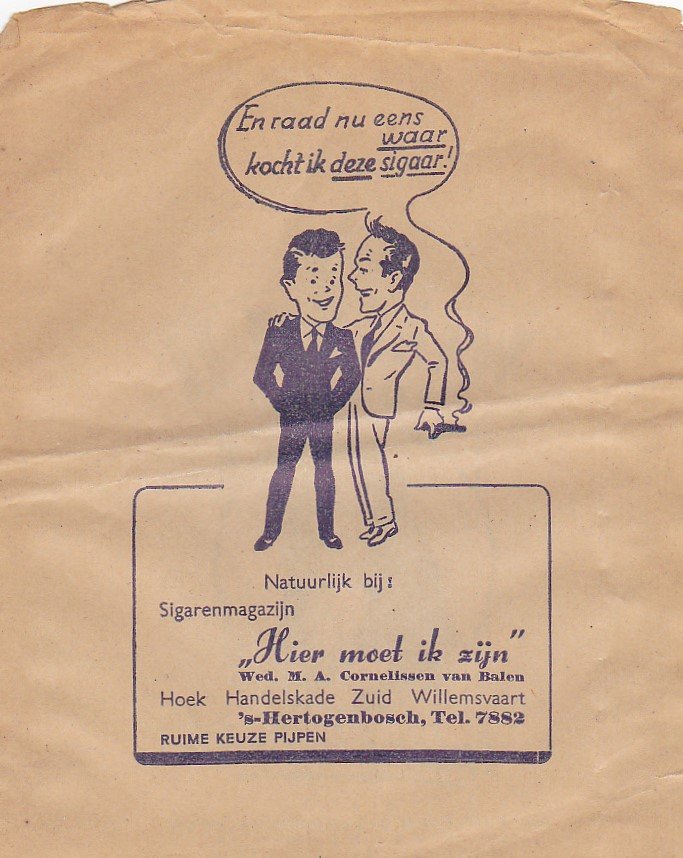 En raad nu eens
waar
kocht ik deze sigaar!
Natuurlijk bij:
Sigarenmagazijn
„Hier moet ik zijn”
Wed. M. A. Cornelissen van Balen
Hoek Handelskade Zuid Willemsvaart
's-Hertogenbosch, Tel. 7882
RUIME KEUZE PIJPEN